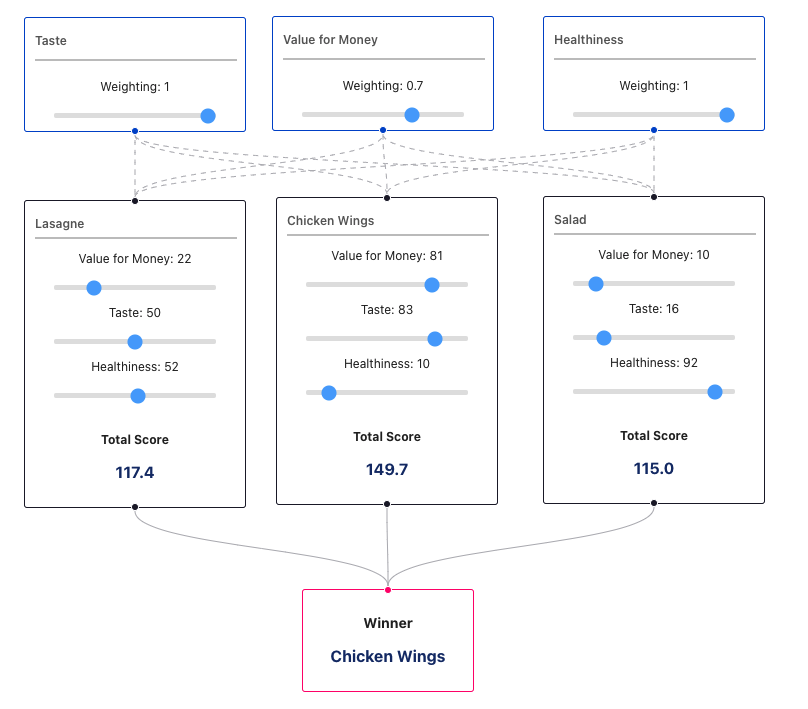 Taste
Weighting: 1
Value for Money
Weighting: 0.7
Healthiness
Weighting: 1
Lasagne
Value for Money: 22
Taste: 50
Healthiness: 52
Total Score
117.4
Chicken Wings
Value for Money: 81
Taste: 83
Healthiness: 10
Total Score
149.7
Salad
Value for Money: 10
Taste: 16
Healthiness: 92
Total Score
115.0
Winner
Chicken Wings